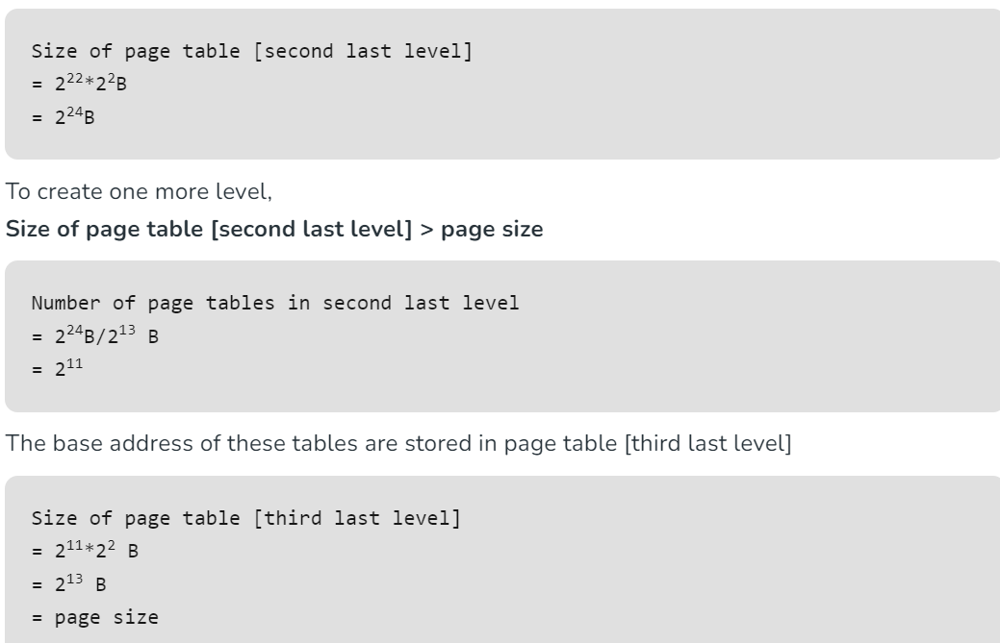 Size of page table [second last level]
= 2²²*2²B
= 2²⁴B
To create one more level,
Size of page table [second last level] > page size
Number of page tables in second last level
= 2²⁴B/2¹³ B
= 2¹¹
The base address of these tables are stored in page table [third last level]
Size of page table [third last level]
= 2¹¹*2² B
= 2¹³ B
= page size